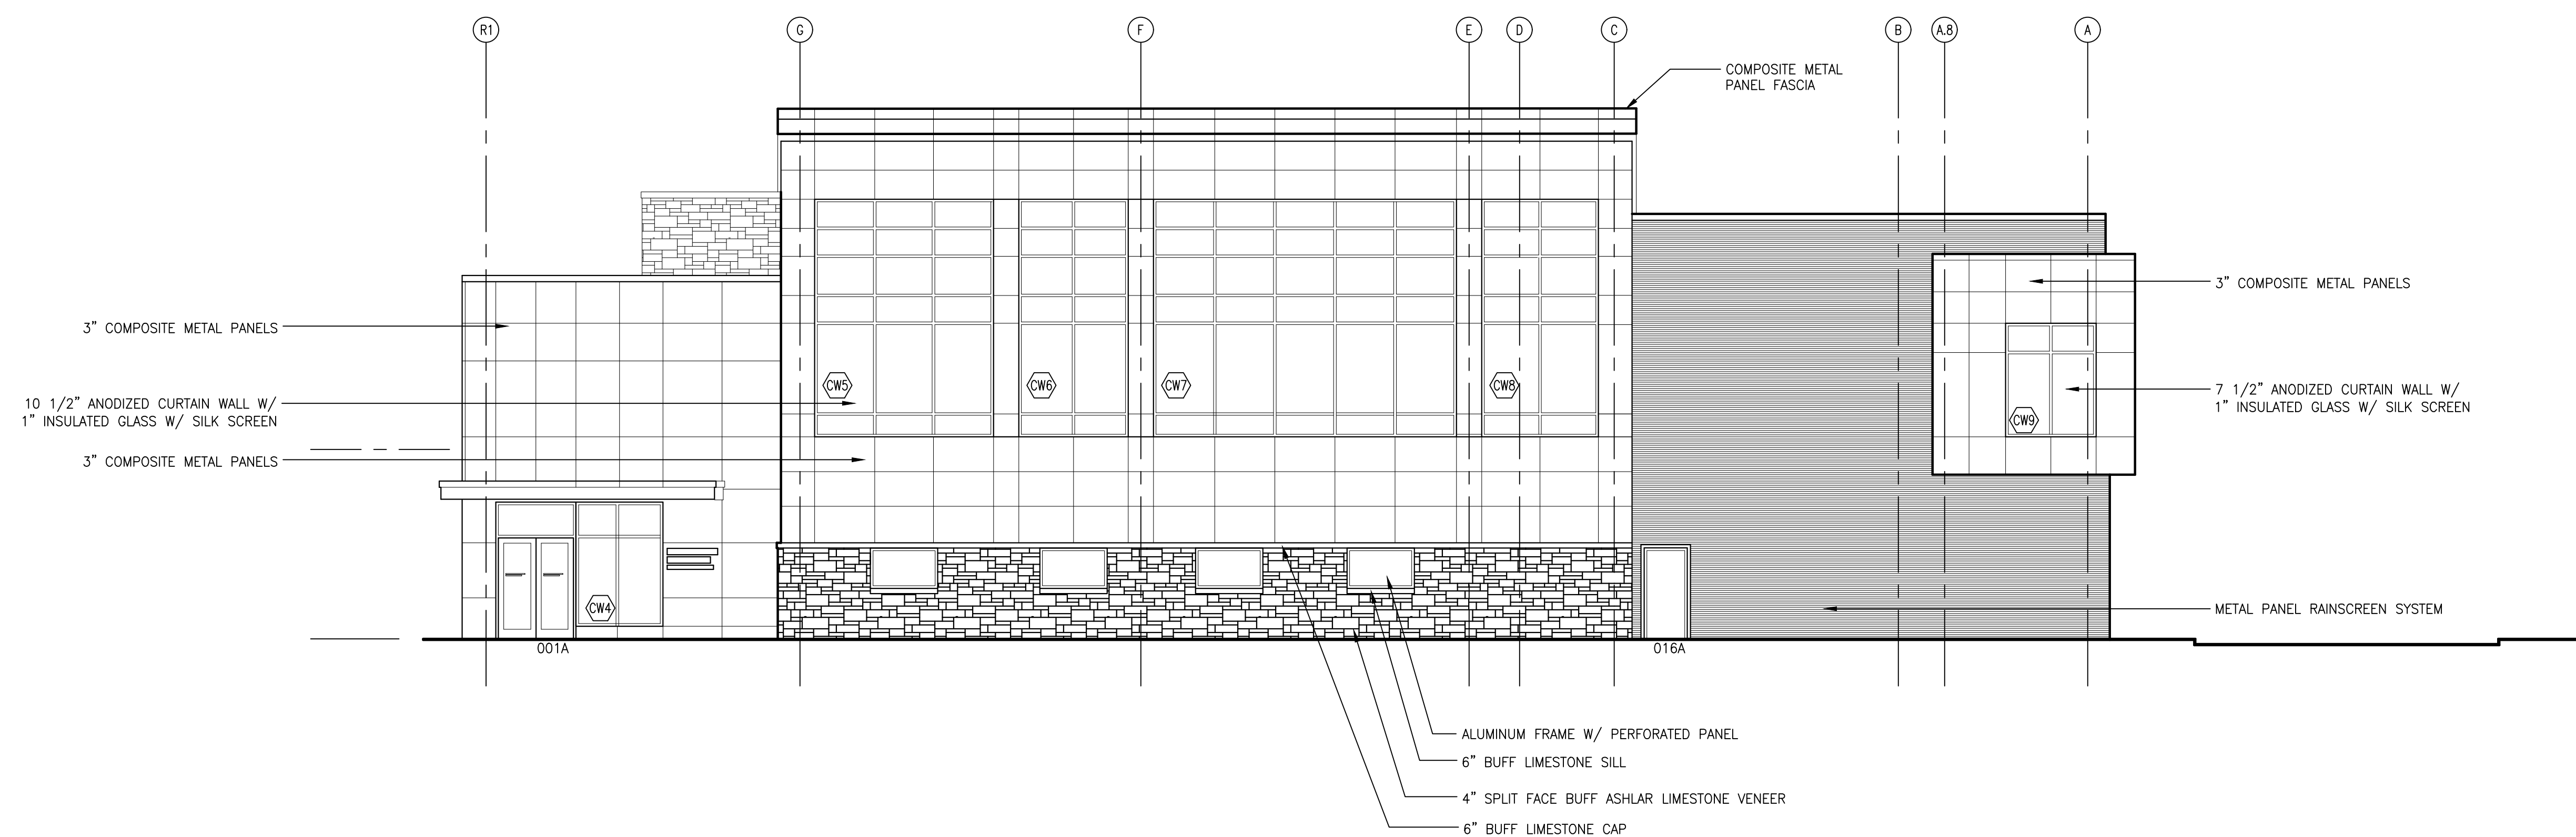 R1
G
F
E
D
C
B
A.8
A
COMPOSITE METAL
PANEL FASCIA
3" COMPOSITE METAL PANELS
3" COMPOSITE METAL PANELS
CW5
CW6
CW7
CW8
10 1/2" ANODIZED CURTAIN WALL W/
1" INSULATED GLASS W/ SILK SCREEN
7 1/2" ANODIZED CURTAIN WALL W/
1" INSULATED GLASS W/ SILK SCREEN
CW9
3" COMPOSITE METAL PANELS
CW4
METAL PANEL RAINSCREEN SYSTEM
001A
016A
ALUMINUM FRAME W/ PERFORATED PANEL
6" BUFF LIMESTONE SILL
4" SPLIT FACE BUFF ASHLAR LIMESTONE VENEER
6" BUFF LIMESTONE CAP